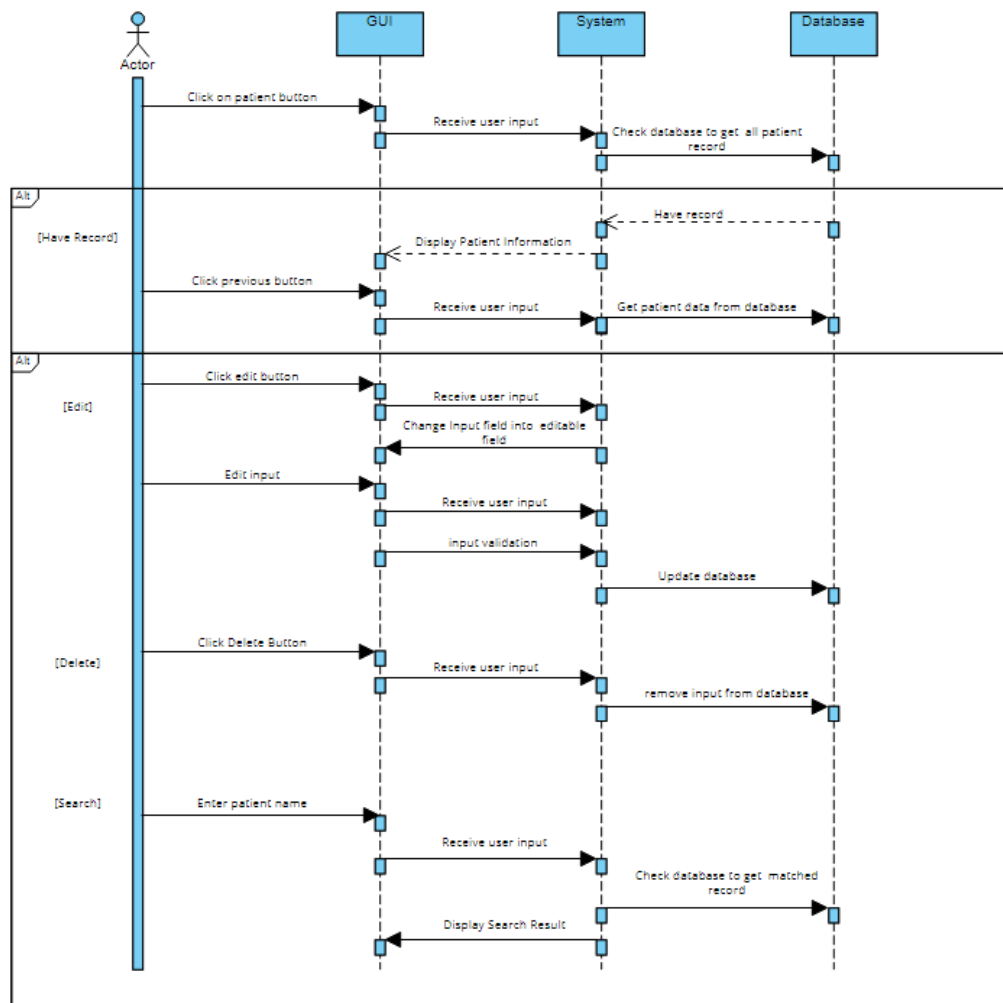 GUI
System
Database
Actor
Click on patient button
Receive user input
Check database to get all patient
record
Alt
Have record
[Have Record]
Display Patient Information
Click previous button
Receive user input
Get patient data from database
Alt
Click edit button
Receive user input
[Edit]
Change Input field into editable
field
Edit input
Receive user input
input validation
Update database
Click Delete Button
[Delete]
Receive user input
remove input from database
[Search]
Enter patient name
Receive user input
Check database to get matched
record
Display Search Result